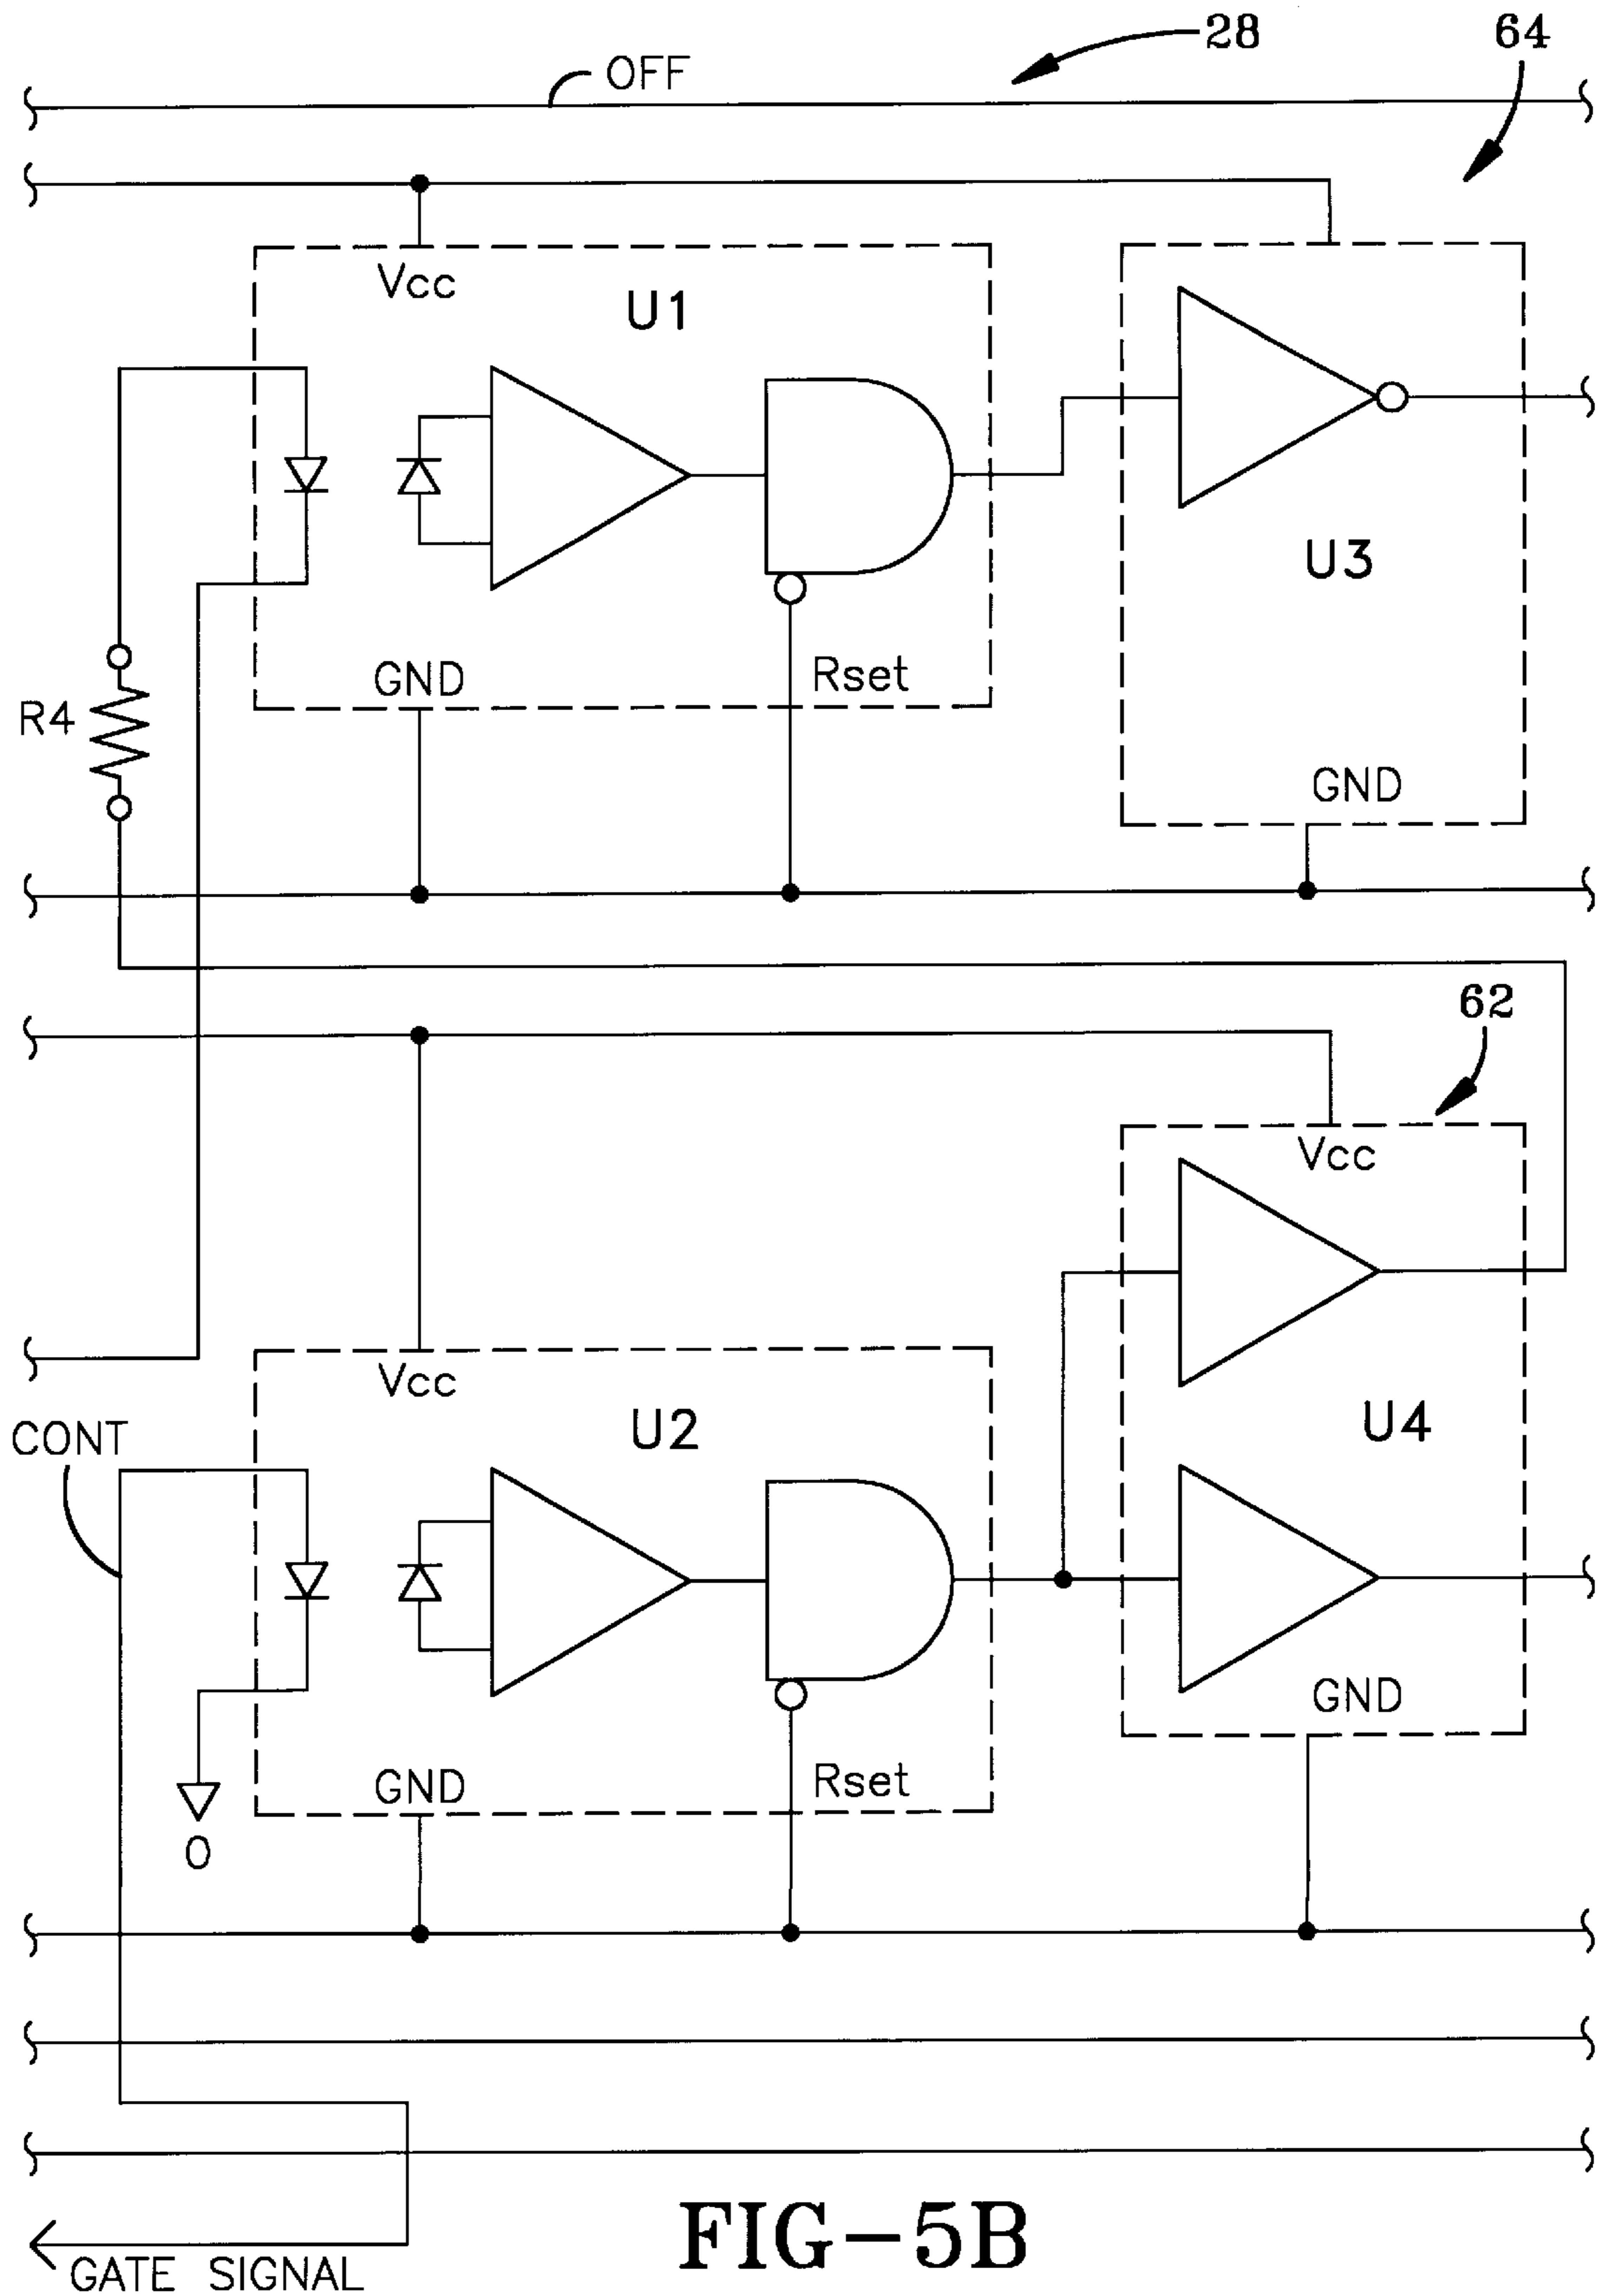 28
64
OFF
Vcc
U1
U3
GND
Rset
R4
GND
62
Vcc
Vcc
U2
U4
CONT
GND
GND
Rset
0
GATE SIGNAL
FIG-5B